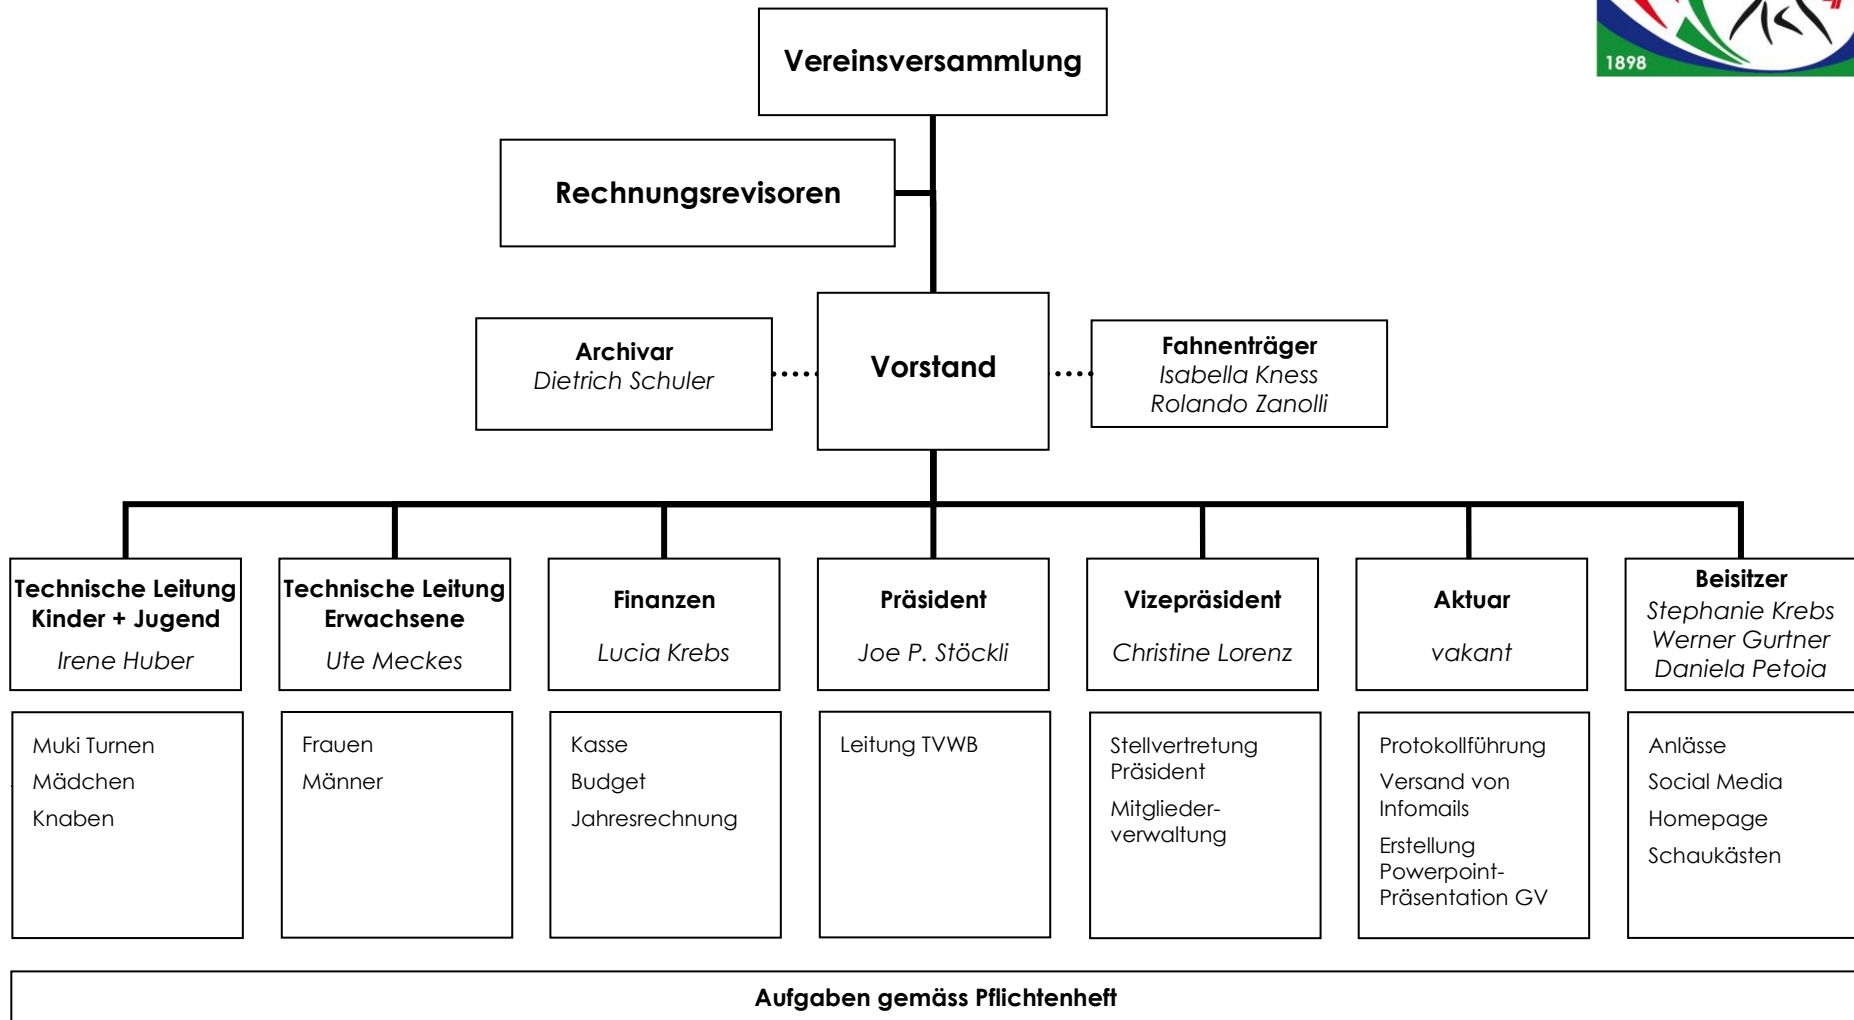 1898
Vereinsversammlung
Rechnungsrevisoren
Archivar
Dietrich Schuler
Vorstand
Fahnenträger
Isabella Kness
Rolando Zanolli
Technische Leitung
Kinder + Jugend
Irene Huber
Technische Leitung
Erwachsene
Ute Meckes
Finanzen
Lucia Krebs
Präsident
Joe P. Stöckli
Vizepräsident
Christine Lorenz
Aktuar
vakant
Beisitzer
Stephanie Krebs
Werner Gurtner
Daniela Petoia
Muki Turnen
Mädchen
Knaben
Frauen
Männer
Kasse
Budget
Jahresrechnung
Leitung TVWB
Stellvertretung
Präsident
Mitglieder-
verwaltung
Protokollführung
Versand von
Infomails
Erstellung
Powerpoint-
Präsentation GV
Anlässe
Social Media
Homepage
Schaukästen
Aufgaben gemäss Pflichtenheft